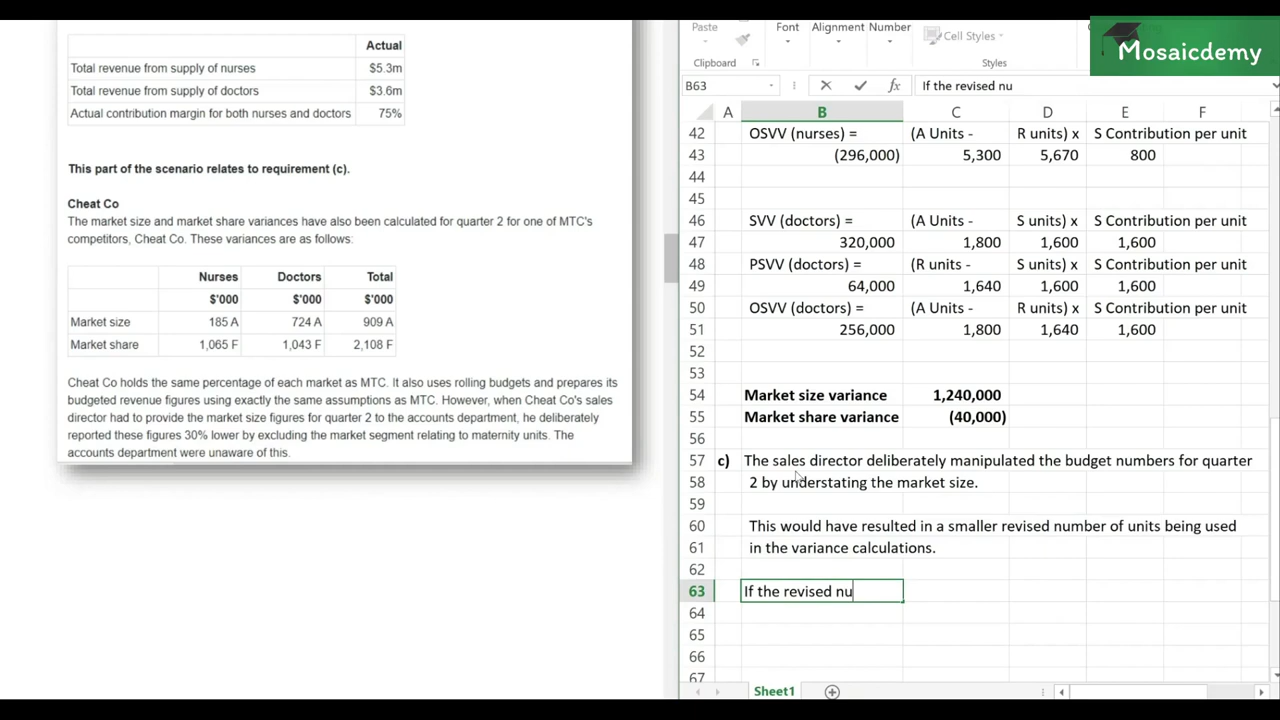 Actual
Total revenue from supply of nurses $5.3m
Total revenue from supply of doctors $3.6m
Actual contribution margin for both nurses and doctors 75%
This part of the scenario relates to requirement (c).
Cheat Co
The market size and market share variances have also been calculated for quarter 2 for one of MTC's
competitors, Cheat Co. These variances are as follows:
Nurses Doctors Total
$'000 $'000 $'000
Market size 185 A 724 A 909 A
Market share 1,065 F 1,043 F 2,108 F
Cheat Co holds the same percentage of each market as MTC. It also uses rolling budgets and prepares its
budgeted revenue figures using exactly the same assumptions as MTC. However, when Cheat Co's sales
director had to provide the market size figures for quarter 2 to the accounts department, he deliberately
reported these figures 30% lower by excluding the market segment relating to maternity units. The
accounts department were unaware of this.
Paste Font Alignment Number
Cell Styles
Clipboard Styles
Mosaicdemy
B63 fx If the revised nu
A B C D E F
42 OSVV (nurses) = (A Units - R units) x S Contribution per unit
43 (296,000) 5,300 5,670 800
44
45
46 SVV (doctors) = (A Units - S units) x S Contribution per unit
47 320,000 1,800 1,600 1,600
48 PSVV (doctors) = (R units - S units) x S Contribution per unit
49 64,000 1,640 1,600 1,600
50 OSVV (doctors) = (A Units - R units) x S Contribution per unit
51 256,000 1,800 1,640 1,600
52
53
54 Market size variance 1,240,000
55 Market share variance (40,000)
56
57 c) The sales director deliberately manipulated the budget numbers for quarter
58 2 by understating the market size.
59
60 This would have resulted in a smaller revised number of units being used
61 in the variance calculations.
62
63 If the revised nu
64
65
66
67
Sheet1